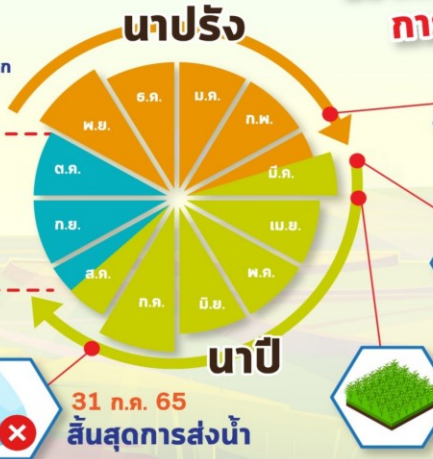 นาปรัง
การ
ก
ธ.ค.
ม.ค.
พ.ย.
ก.พ.
ต.ค.
มี.ค.
ก.ย.
เม.ย.
ส.ค.
พ.ค.
ก.ค.
มิ.ย.
นาปี
31 ก.ค. 65
สิ้นสุดการส่งน้ำ